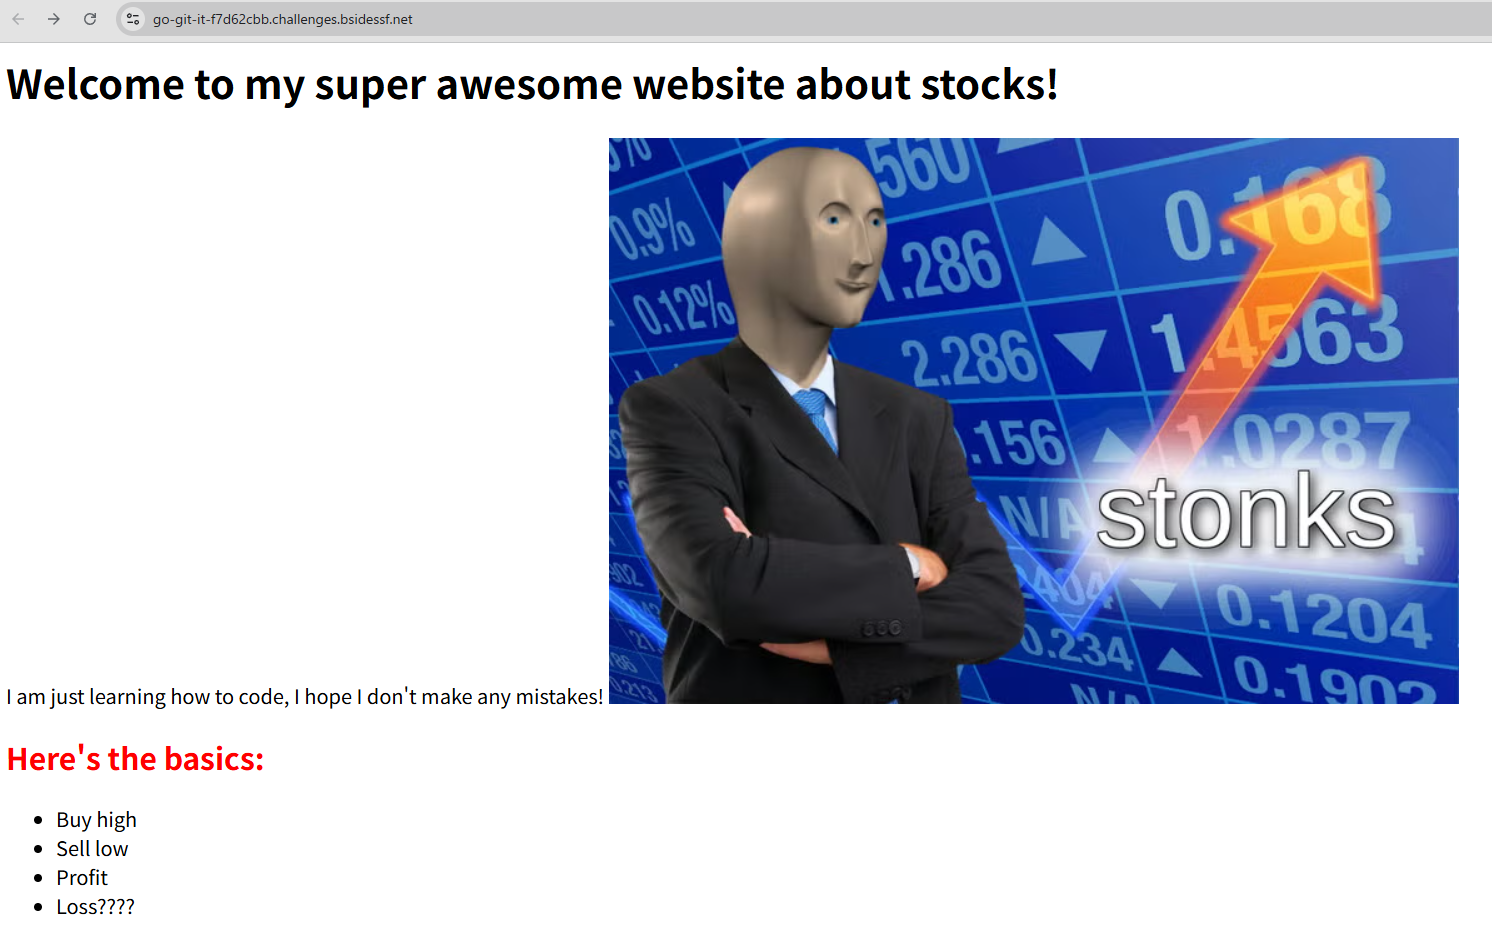 go-git-it-f7d62cbb.challenges.bsidessf.net
Welcome to my super awesome website about stocks!
560
0.168
0.9%
.286
0.12%
1.4563
2.286
.156
1.0287
stonks
N/A
0.1204
0.234
0.1902
0.213
N/A
I am just learning how to code, I hope I don't make any mistakes!
Here's the basics:
Buy high
Sell low
Profit
Loss????